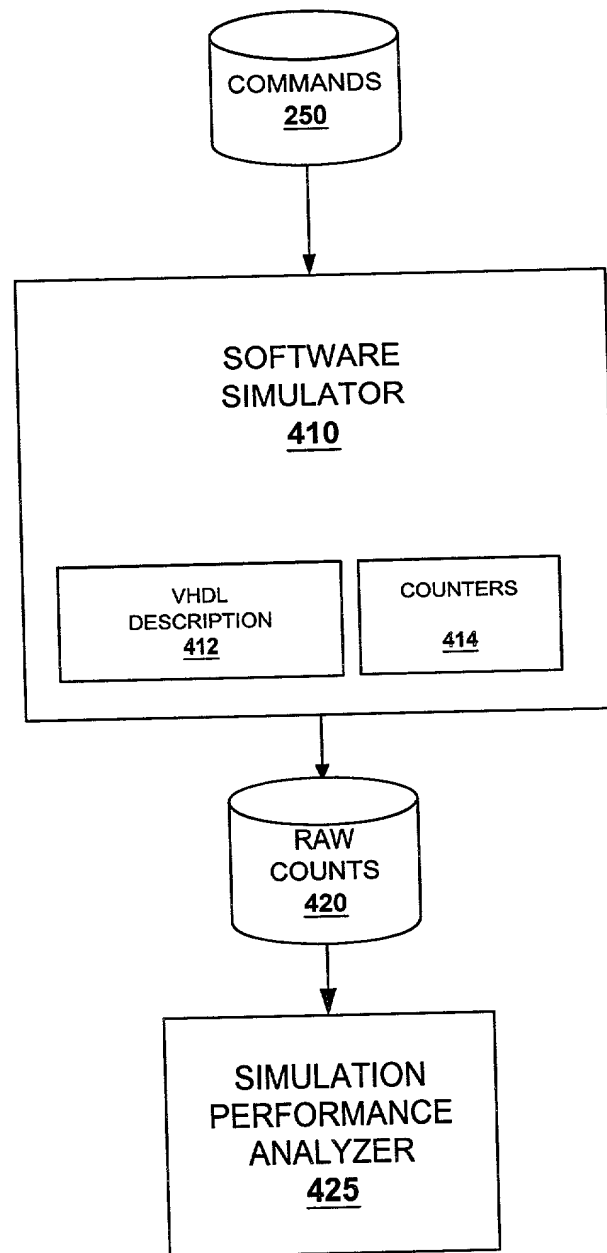 COMMANDS
250
SOFTWARE
SIMULATOR
410
VHDL
DESCRIPTION
412
COUNTERS
414
RAW
COUNTS
420
SIMULATION
PERFORMANCE
ANALYZER
425